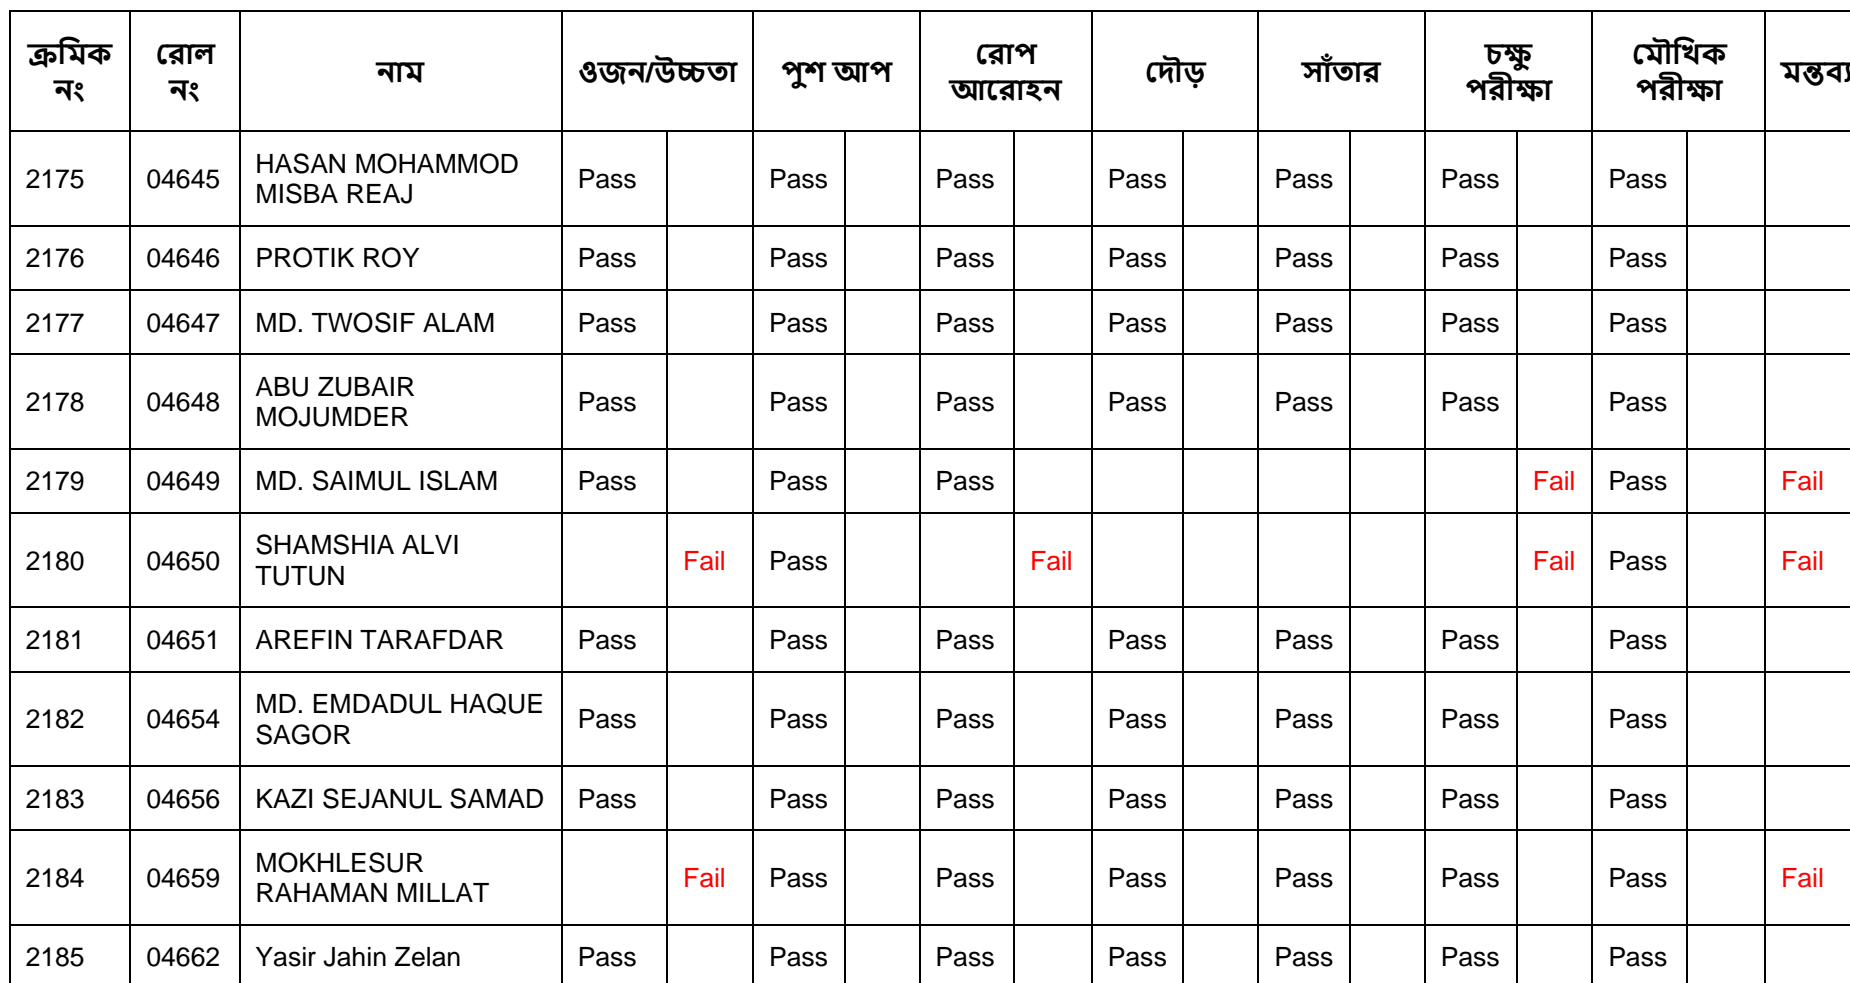 ক্রমিক নং রোল নং নাম ওজন/উচ্চতা পুশ আপ রোপ আরোহন দৌড় সাঁতার চক্ষু পরীক্ষা মৌখিক পরীক্ষা মন্তব্য
2175 04645 HASAN MOHAMMOD MISBA REAJ Pass Pass Pass Pass Pass Pass Pass
2176 04646 PROTIK ROY Pass Pass Pass Pass Pass Pass Pass
2177 04647 MD. TWOSIF ALAM Pass Pass Pass Pass Pass Pass Pass
2178 04648 ABU ZUBAIR MOJUMDER Pass Pass Pass Pass Pass Pass Pass
2179 04649 MD. SAIMUL ISLAM Pass Pass Pass Fail Pass Fail
2180 04650 SHAMSHIA ALVI TUTUN Fail Pass Fail Fail Pass Fail
2181 04651 AREFIN TARAFDAR Pass Pass Pass Pass Pass Pass Pass
2182 04654 MD. EMDADUL HAQUE SAGOR Pass Pass Pass Pass Pass Pass Pass
2183 04656 KAZI SEJANUL SAMAD Pass Pass Pass Pass Pass Pass Pass
2184 04659 MOKHLESUR RAHAMAN MILLAT Fail Pass Pass Pass Pass Pass Pass Fail
2185 04662 Yasir Jahin Zelan Pass Pass Pass Pass Pass Pass Pass